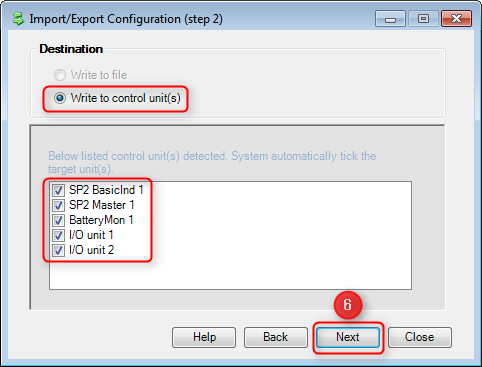 Import/Export Configuration (step 2)
Destination
Write to file
Write to control unit(s)
Below listed control unit(s) detected. System automatically tick the
target unit(s).
SP2 BasicInd 1
SP2 Master 1
BatteryMon 1
I/O unit 1
I/O unit 2
6
Help
Back
Next
Close